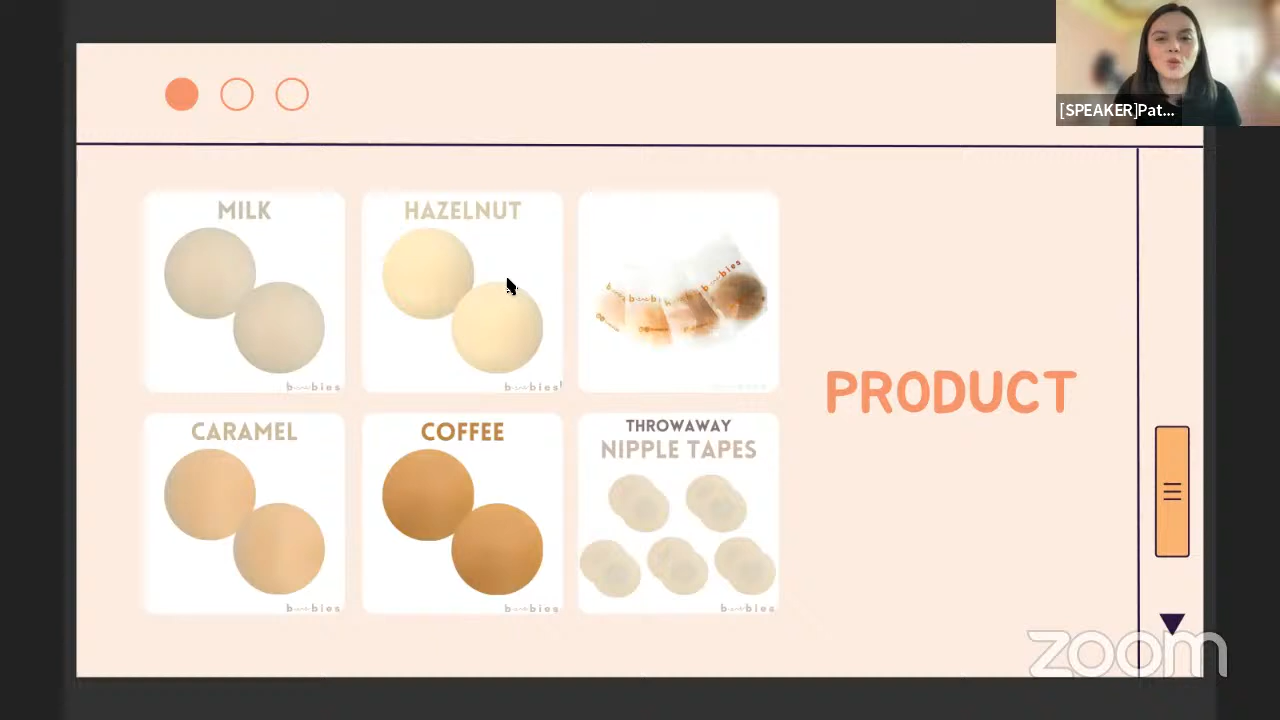 [SPEAKER]Pat...
MILK
HAZELNUT
CARAMEL
COFFEE
THROWAWAY
NIPPLE TAPES
PRODUCT
zoom